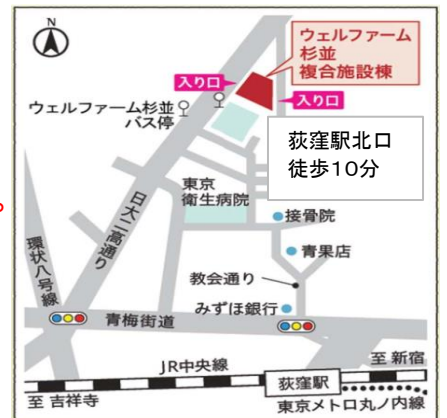 N
ウェルファーム
杉並
複合施設棟
入り口
ウェルファーム杉並
バス停
入り口
荻窪駅北口
徒歩10分
東京
衛生病院
日大二高通り
接骨院
環状八号線
青果店
教会通り
みずほ銀行
青梅街道
JR中央線
至 新宿
荻窪駅
至 吉祥寺
東京メトロ丸ノ内線